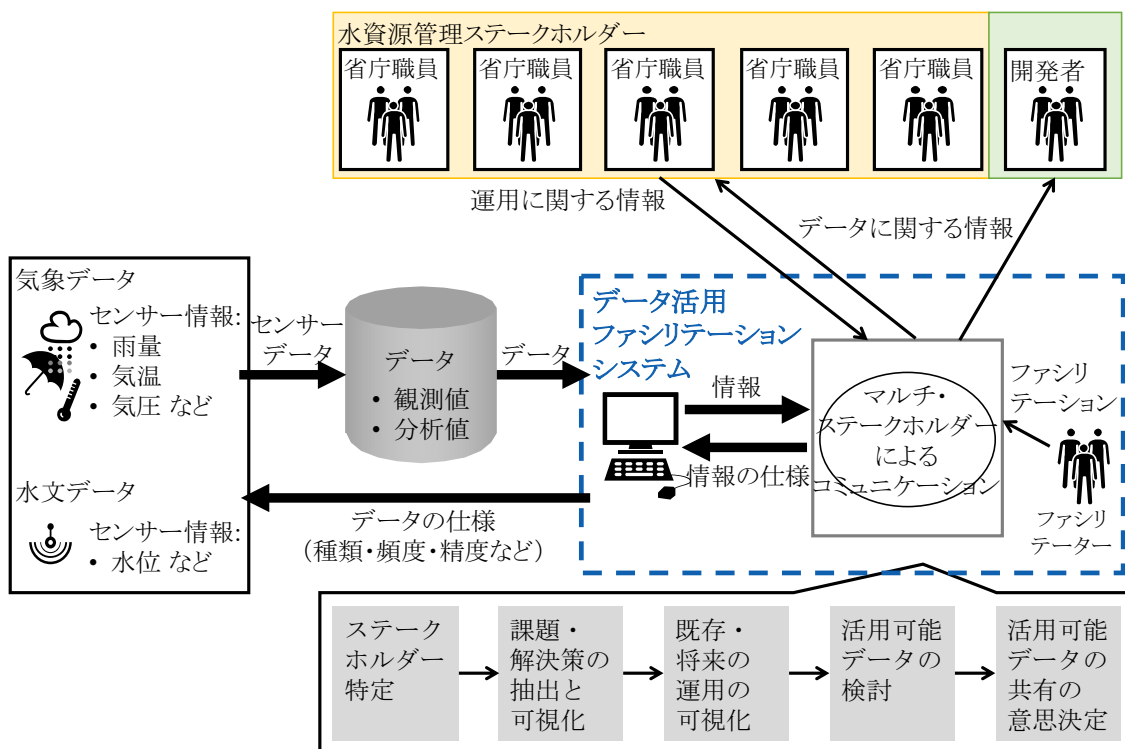 水資源管理ステークホルダー
省庁職員
省庁職員
省庁職員
省庁職員
省庁職員
開発者
運用に関する情報
データに関する情報
気象データ
センサー情報:
• 雨量
• 気温
• 気圧 など
水文データ
センサー情報:
• 水位 など
センサー
データ
データ
• 観測値
• 分析値
データ
データの仕様
（種類・頻度・精度など）
データ活用
ファシリテーション
システム
情報
情報の仕様
マルチ・
ステークホルダー
による
コミュニケーション
ファシリ
テーション
ファシリ
テーター
ステーク
ホルダー
特定
課題・
解決策の
抽出と
可視化
既存・
将来の
運用の
可視化
活用可能
データの
検討
活用可能
データの
共有の
意思決定